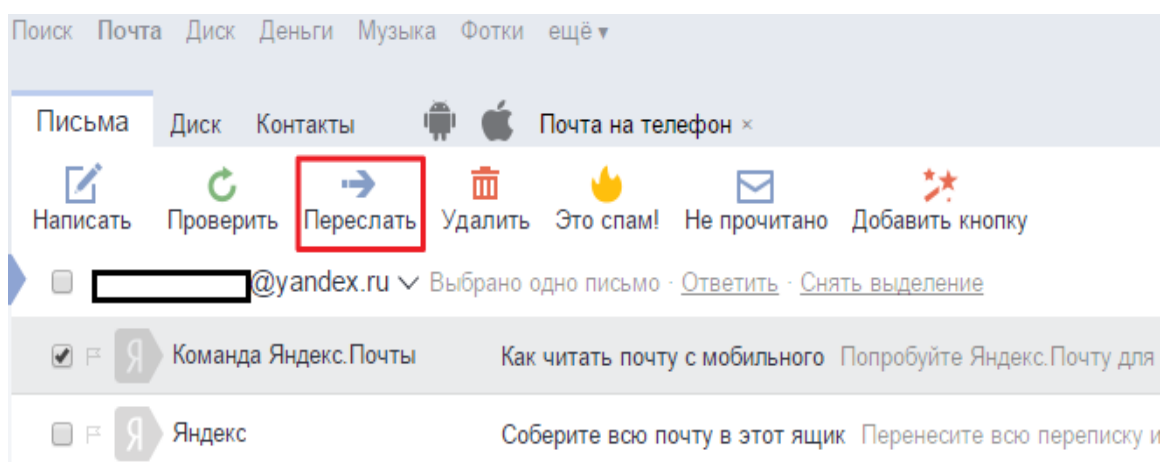 Поиск Почта Диск Деньги Музыка Фотки ещё ▾
Письма Диск Контакты Почта на телефон ×
Написать Проверить Переслать Удалить Это спам! Не прочитано Добавить кнопку
@yandex.ru Выбрано одно письмо · Ответить · Снять выделение
Я Команда Яндекс.Почты Как читать почту с мобильного Попробуйте Яндекс.Почту для
Я Яндекс Соберите всю почту в этот ящик Перенесите всю переписку и